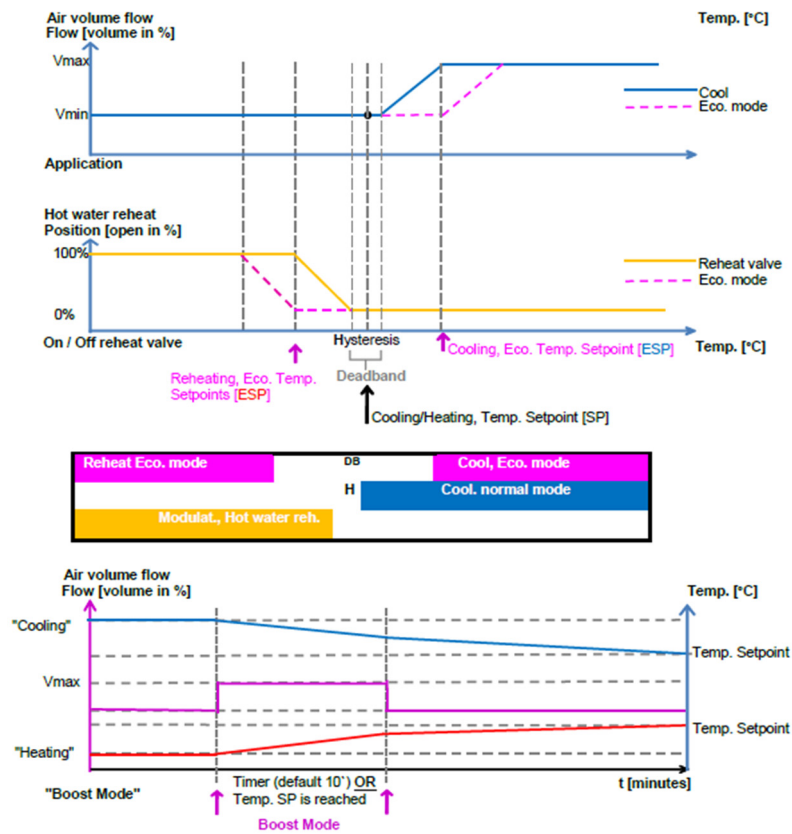 Air volume flow
Flow [volume in %]
Temp. [°C]
Vmax
Cool
Eco. mode
Vmin
Application
Hot water reheat
Position [open in %]
100%
Reheat valve
Eco. mode
0%
On / Off reheat valve
Hysteresis
Temp. [°C]
Cooling, Eco. Temp. Setpoint [ESP]
Reheating, Eco. Temp.
Setpoints [ESP]
Deadband
Cooling/Heating, Temp. Setpoint [SP]
Reheat Eco. mode
DB
Cool, Eco. mode
H
Cool. normal mode
Modulat., Hot water reh.
Air volume flow
Flow [volume in %]
Temp. [°C]
"Cooling"
Temp. Setpoint
Vmax
Temp. Setpoint
"Heating"
"Boost Mode"
Timer (default 10`) OR
Temp. SP is reached
t [minutes]
Boost Mode